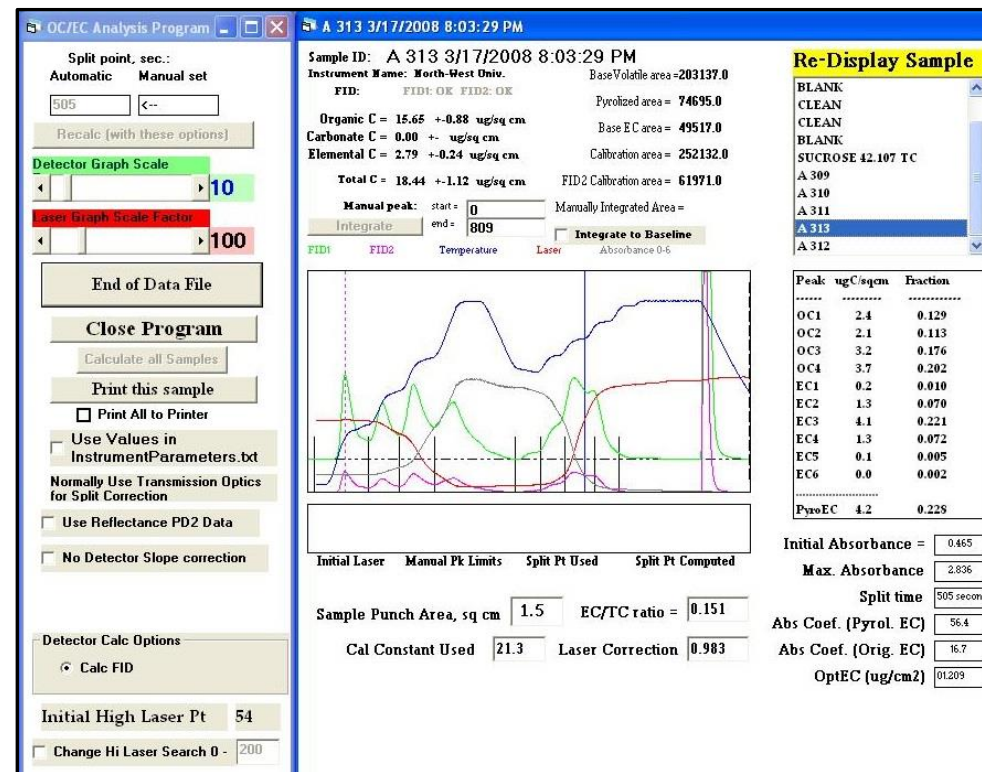 OC/EC Analysis Program
Split point, sec.:
Automatic Manual set
505 <--
Recalc (with these options)
Detector Graph Scale
10
Laser Graph Scale Factor
100
End of Data File
Close Program
Calculate all Samples
Print this sample
Print All to Printer
Use Values in
InstrumentParameters.txt
Normally Use Transmission Optics
for Split Correction
Use Reflectance PD2 Data
No Detector Slope correction
Detector Calc Options
Calc FID
Initial High Laser Pt 54
Change Hi Laser Search 0 - 200
A 313 3/17/2008 8:03:29 PM
Sample ID: A 313 3/17/2008 8:03:29 PM
Instrument Name: North-West Univ.
FID: FID1: OK FID2: OK
Organic C = 15.65 +-0.88 ug/sq cm
Carbonate C = 0.00 +- ug/sq cm
Elemental C = 2.79 +-0.24 ug/sq cm
Total C = 18.44 +-1.12 ug/sq cm
BaseVolatile area =203137.0
Pyrolized area = 74695.0
Base EC area = 49517.0
Calibration area = 252132.0
FID2 Calibration area = 61971.0
Manual peak: start = 0 Manually Integrated Area =
Integrate end = 809 Integrate to Baseline
FID1 FID2 Temperature Laser Absorbance 0-6
Initial Laser Manual Pk Limits Split Pt Used Split Pt Computed
Sample Punch Area, sq cm 1.5 EC/TC ratio = 0.151
Cal Constant Used 21.3 Laser Correction 0.983
Re-Display Sample
BLANK
CLEAN
CLEAN
BLANK
SUCROSE 42.107 TC
A 309
A 310
A 311
A 313
A 312
Peak ugC/sqcm Fraction
------ --------- ------------
OC1 2.4 0.129
OC2 2.1 0.113
OC3 3.2 0.176
OC4 3.7 0.202
EC1 0.2 0.010
EC2 1.3 0.070
EC3 4.1 0.221
EC4 1.3 0.072
EC5 0.1 0.005
EC6 0.0 0.002
PyroEC 4.2 0.228
Initial Absorbance = 0.465
Max. Absorbance 2.836
Split time 505 secon
Abs Coef. (Pyrol. EC) 56.4
Abs Coef. (Orig. EC) 16.7
OptEC (ug/cm2) 01.209